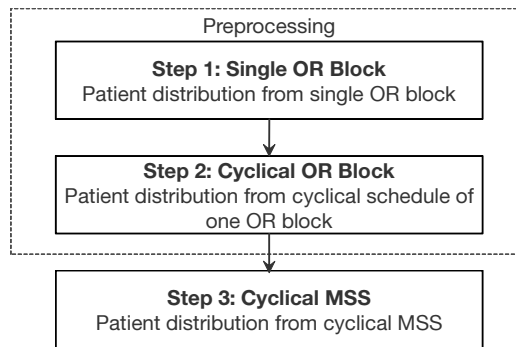 Preprocessing
Step 1: Single OR Block
Patient distribution from single OR block
Step 2: Cyclical OR Block
Patient distribution from cyclical schedule of
one OR block
Step 3: Cyclical MSS
Patient distribution from cyclical MSS